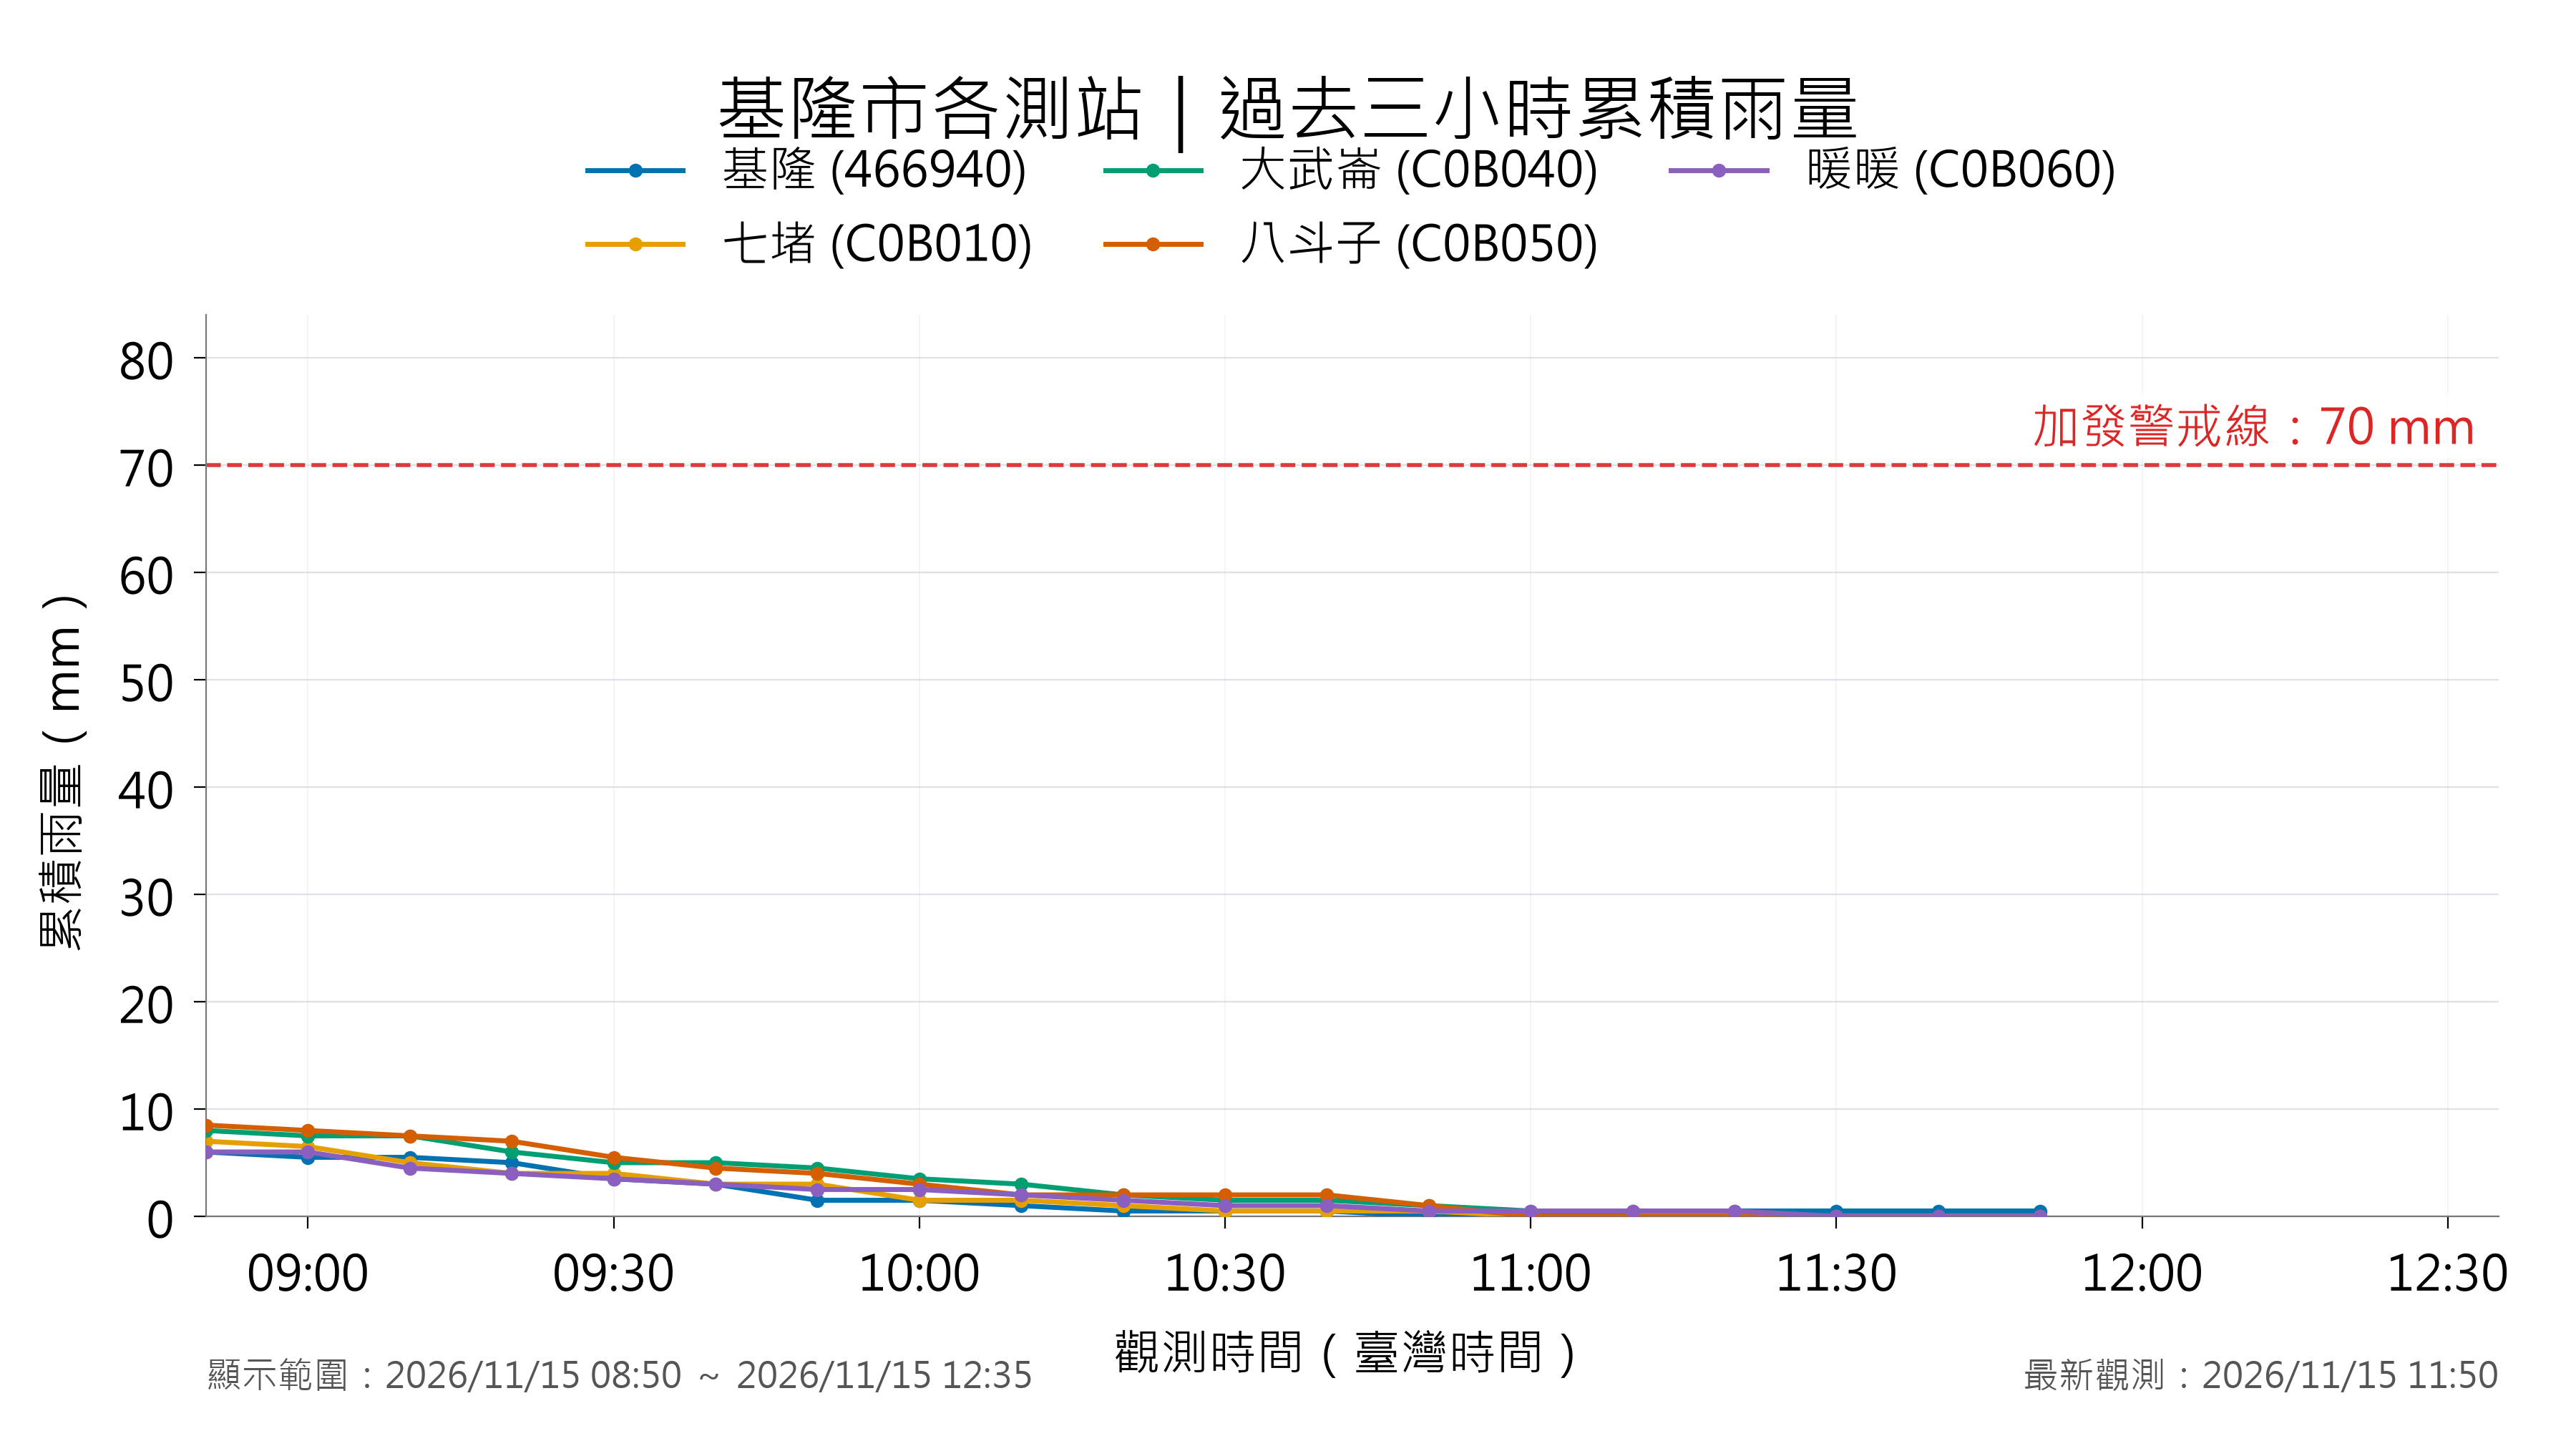 基隆市各測站｜過去三小時累積雨量
基隆 (466940)
大武崙 (C0B040)
暖暖 (C0B060)
七堵 (C0B010)
八斗子 (C0B050)
80
加發警戒線：70 mm
70
60
50
40
30
20
10
0
累積雨量（mm）
09:00
09:30
10:00
10:30
11:00
11:30
12:00
12:30
觀測時間（臺灣時間）
顯示範圍：2026/11/15 08:50 ~ 2026/11/15 12:35
最新觀測：2026/11/15 11:50